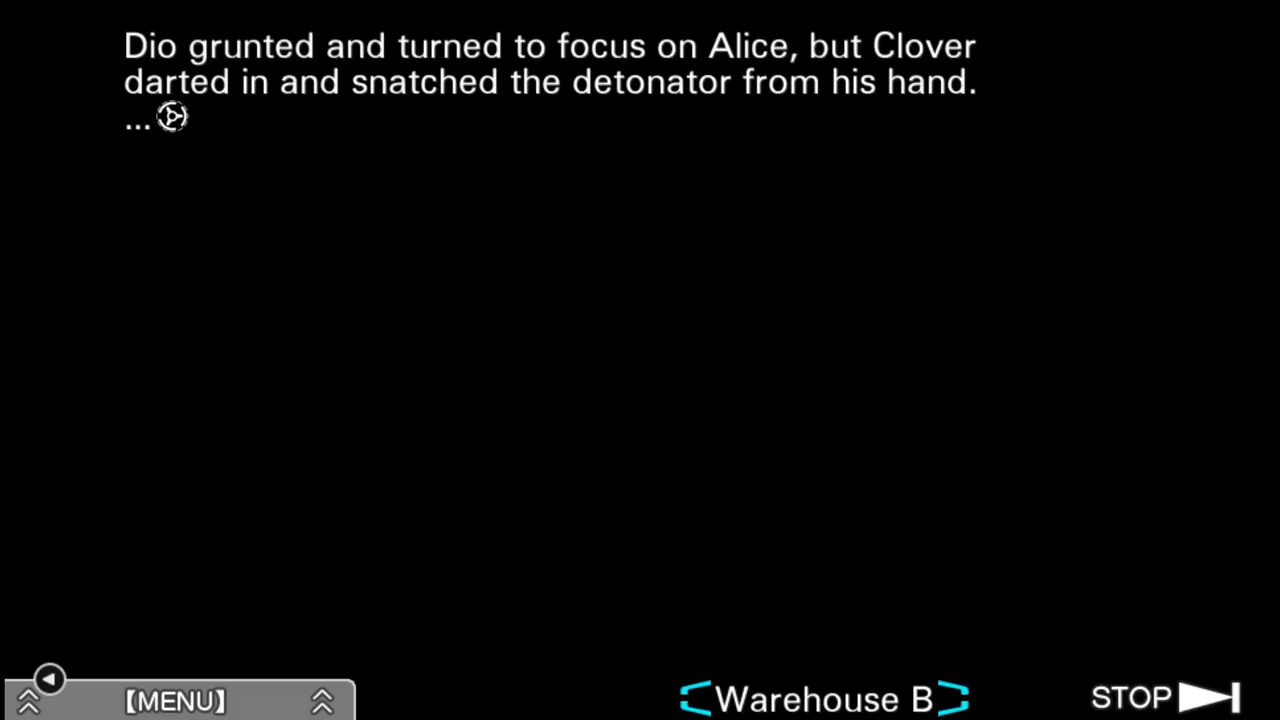 Dio grunted and turned to focus on Alice, but Clover
darted in and snatched the detonator from his hand.
...
【MENU】
Warehouse B
STOP